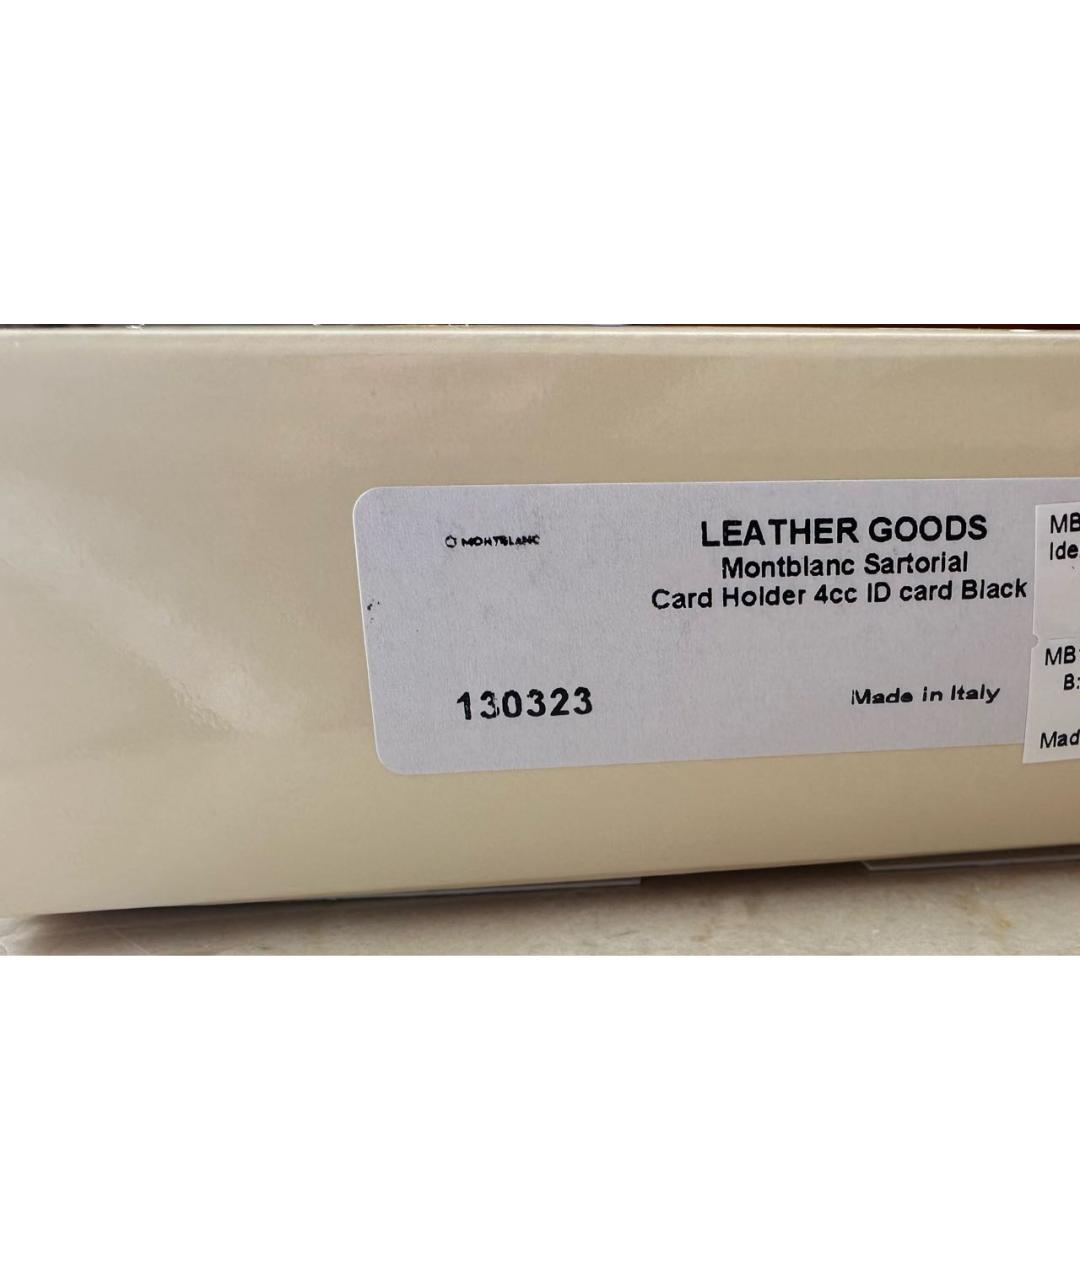 MONTBLANC
LEATHER GOODS
Montblanc Sartorial
Card Holder 4cc ID card Black
130323
Made in Italy
MB
Ide
MB
B:
Mad